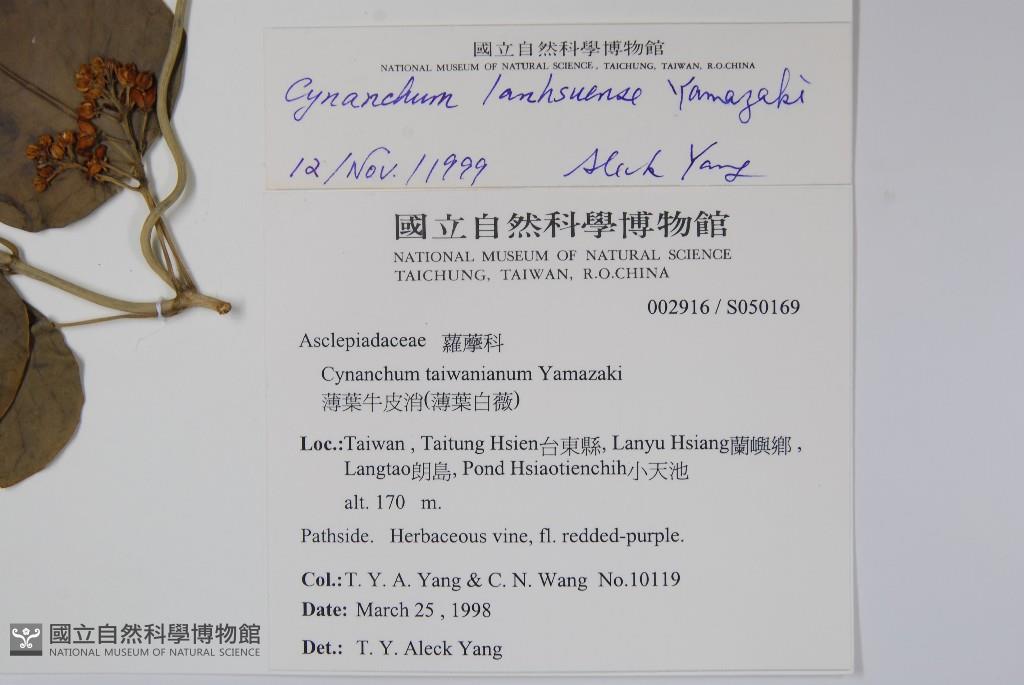 國立自然科學博物館
NATIONAL MUSEUM OF NATURAL SCIENCE, TAICHUNG, TAIWAN, R.O.CHINA
Cynanchum lanhsuense Yamazaki
12/Nov./1999 Aleck Yang
國立自然科學博物館
NATIONAL MUSEUM OF NATURAL SCIENCE
TAICHUNG, TAIWAN, R.O.CHINA
002916 / S050169
Asclepiadaceae 蘿藦科
Cynanchum taiwanianum Yamazaki
薄葉牛皮消(薄葉白薇)
Loc.:Taiwan , Taitung Hsien台東縣, Lanyu Hsiang蘭嶼鄉 ,
Langtao朗島, Pond Hsiaotienchih小天池
alt. 170 m.
Pathside. Herbaceous vine, fl. redded-purple.
Col.:T. Y. A. Yang & C. N. Wang No.10119
Date: March 25 , 1998
Det.: T. Y. Aleck Yang
國立自然科學博物館
NATIONAL MUSEUM OF NATURAL SCIENCE